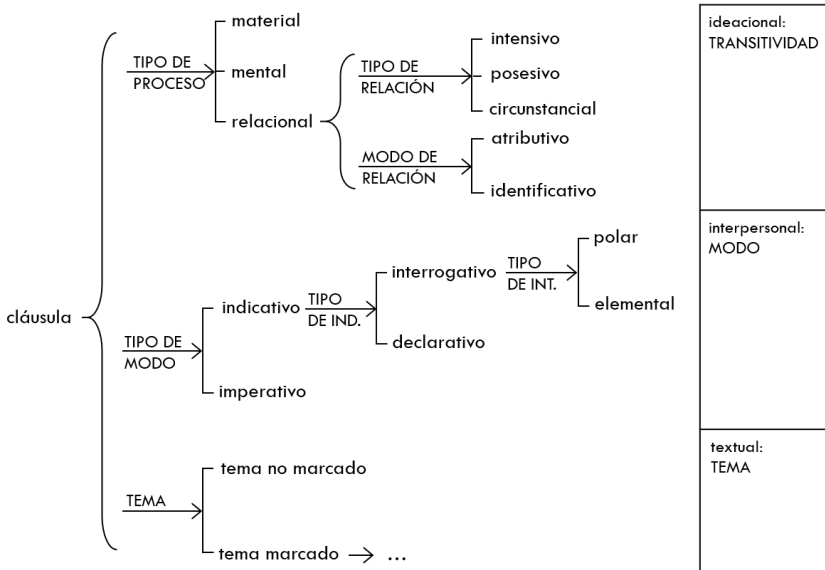 material
TIPO DE
PROCESO
mental
relacional
TIPO DE
RELACIÓN
intensivo
posesivo
circunstancial
MODO DE
RELACIÓN
atributivo
identificativo
ideacional:
TRANSITIVIDAD
cláusula
TIPO DE
MODO
indicativo
imperativo
TIPO
DE IND.
interrogativo
declarativo
TIPO
DE INT.
polar
elemental
interpersonal:
MODO
TEMA
tema no marcado
tema marcado → ...
textual:
TEMA